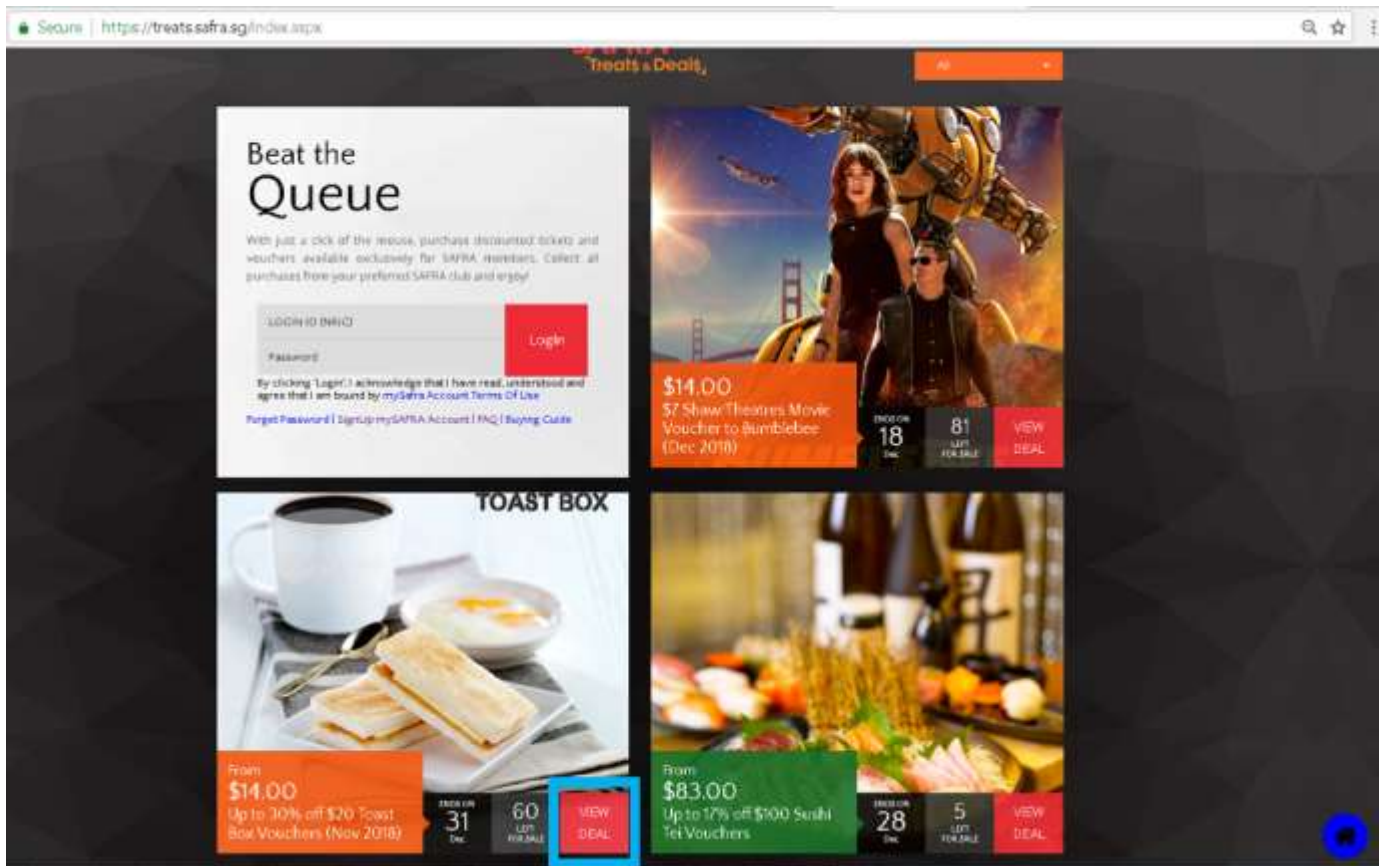 Secure | https://treats.safra.sg/index.aspx
Treats & Deals
All
Beat the
Queue
With just a click of the mouse, purchase discounted tickets and
vouchers available exclusively for SAFRA members. Collect all
purchases from your preferred SAFRA club and enjoy!
LOGIN ID (NRIC)
Password
Login
By clicking 'Login', I acknowledge that I have read, understood and
agree that I am bound by mySafra Account Terms Of Use
Forgot Password | SignUp mySAFRA Account | FAQ | Buying Guide
$14.00
$7 Shaw Theatres Movie
Voucher to Bumblebee
(Dec 2018)
ENDS ON
18
Dec
81
LEFT
FOR SALE
VIEW
DEAL
TOAST BOX
From
$14.00
Up to 30% off $20 Toast
Box Vouchers (Nov 2018)
ENDS ON
31
Dec
60
LEFT
FOR SALE
VIEW
DEAL
From
$83.00
Up to 17% off $100 Sushi
Tei Vouchers
ENDS ON
28
Dec
5
LEFT
FOR SALE
VIEW
DEAL